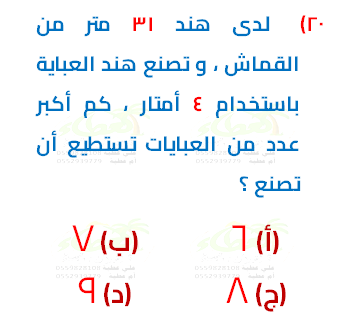 ٢٠) لدى هند ٣١ متر من
القماش ، و تصنع هند العباية
باستخدام ٤ أمتار ، كم أكبر
عدد من العبايات تستطيع أن
تصنع ؟
(أ) ٦ (ب) ٧
(ج) ٨ (د) ٩